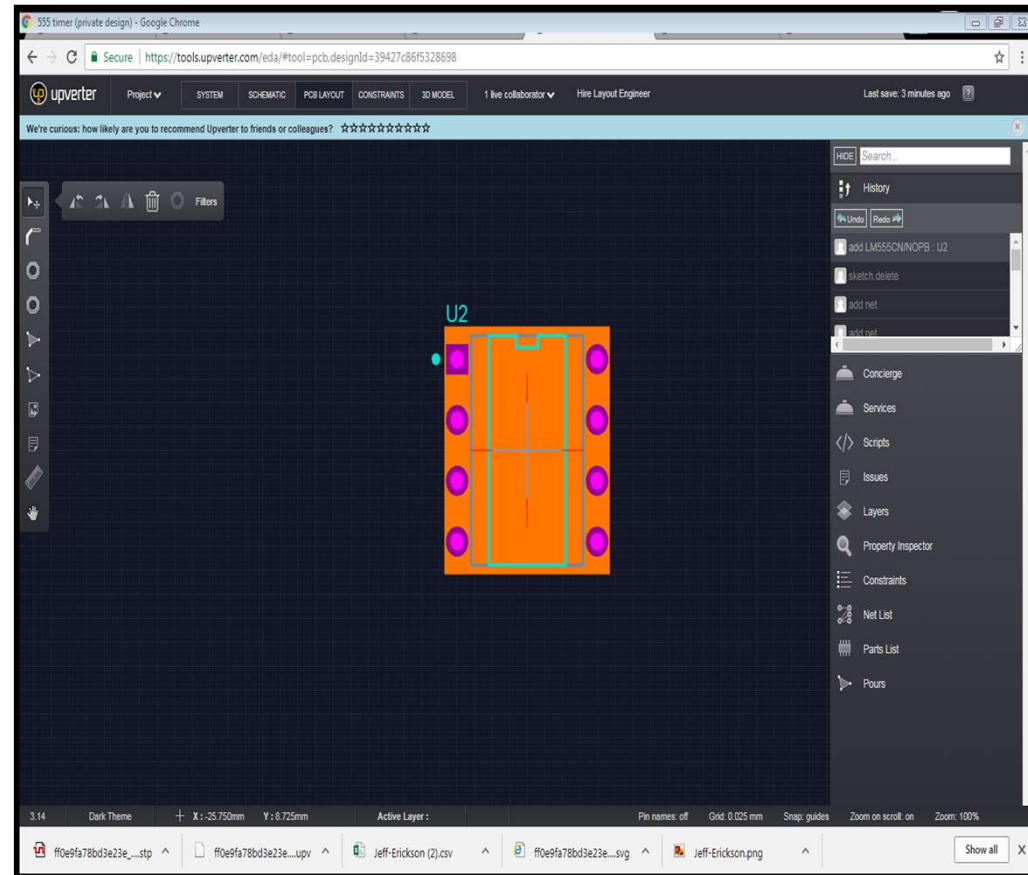 555 timer (private design) - Google Chrome
Secure | https://tools.upverter.com/eda/#tool=pcb.designId=39427c86f5328698
upverter Project SYSTEM SCHEMATIC PCB LAYOUT CONSTRAINTS 3D MODEL 1 live collaborator Hire Layout Engineer Last save: 3 minutes ago ?
We're curious: how likely are you to recommend Upverter to friends or colleagues?
HIDE Search...
History
Filters
Undo Redo
add LM555CN/NOPB : U2
sketch.delete
add net
add net
U2
Concierge
Services
Scripts
Issues
Layers
Property Inspector
Constraints
Net List
Parts List
Pours
3.14 Dark Theme X : -25.750mm Y : 8.725mm Active Layer : Pin names: off Grid: 0.025 mm Snap: guides Zoom on scroll: on Zoom: 100%
ff0e9fa78bd3e23e_....stp ff0e9fa78bd3e23e....upv Jeff-Erickson (2).csv ff0e9fa78bd3e23e....svg Jeff-Erickson.png Show all